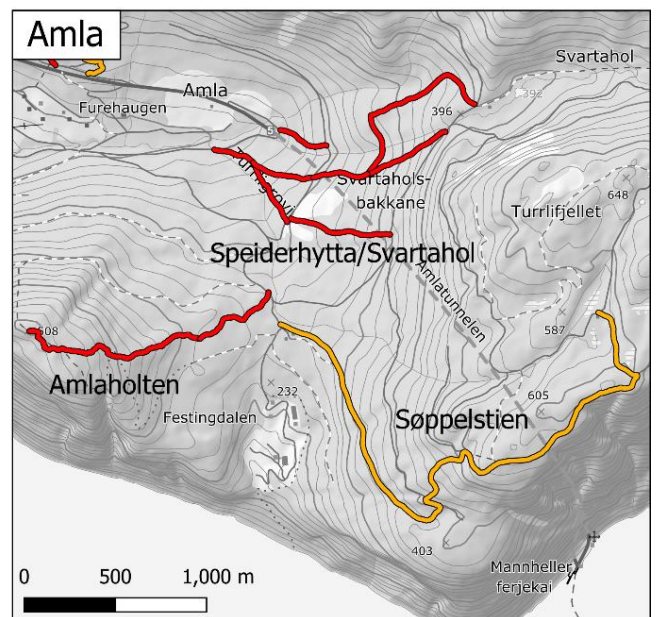 Amla
Svartahol
Amla
Furehaugen
396
392
5
Svartahols-
bakkane
648
Turrlifjellet
Speiderhytta/Svartahol
Amlatunnelen
508
587
Amlaholten
232
605
Festingdalen
Søppelstien
403
0 500 1,000 m
Mannheller
ferjekai